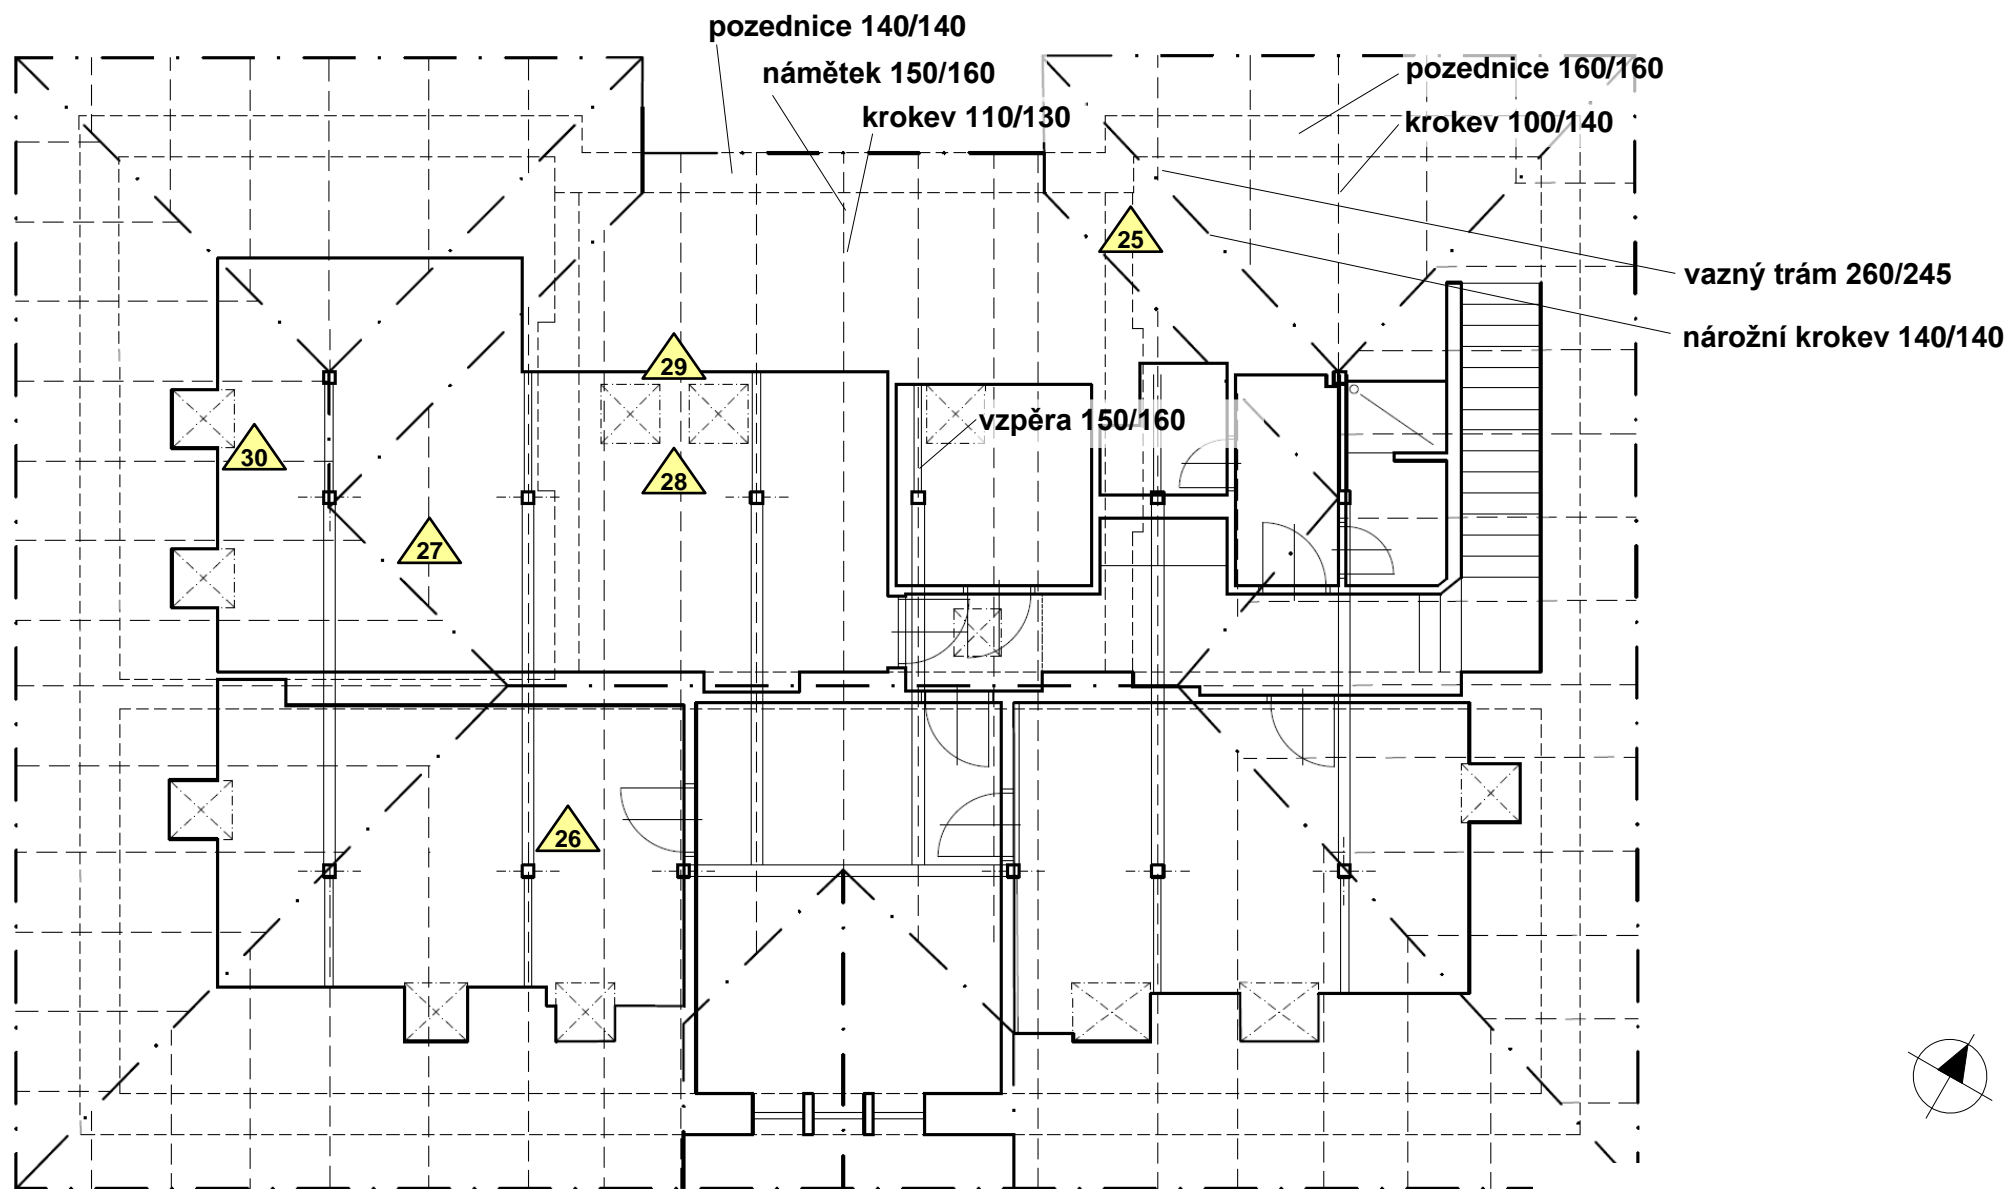 pozednice 140/140
námětek 150/160
krokev 110/130
pozednice 160/160
krokev 100/140
25
vazný trám 260/245
nárožní krokev 140/140
29
vzpěra 150/160
30
28
27
26